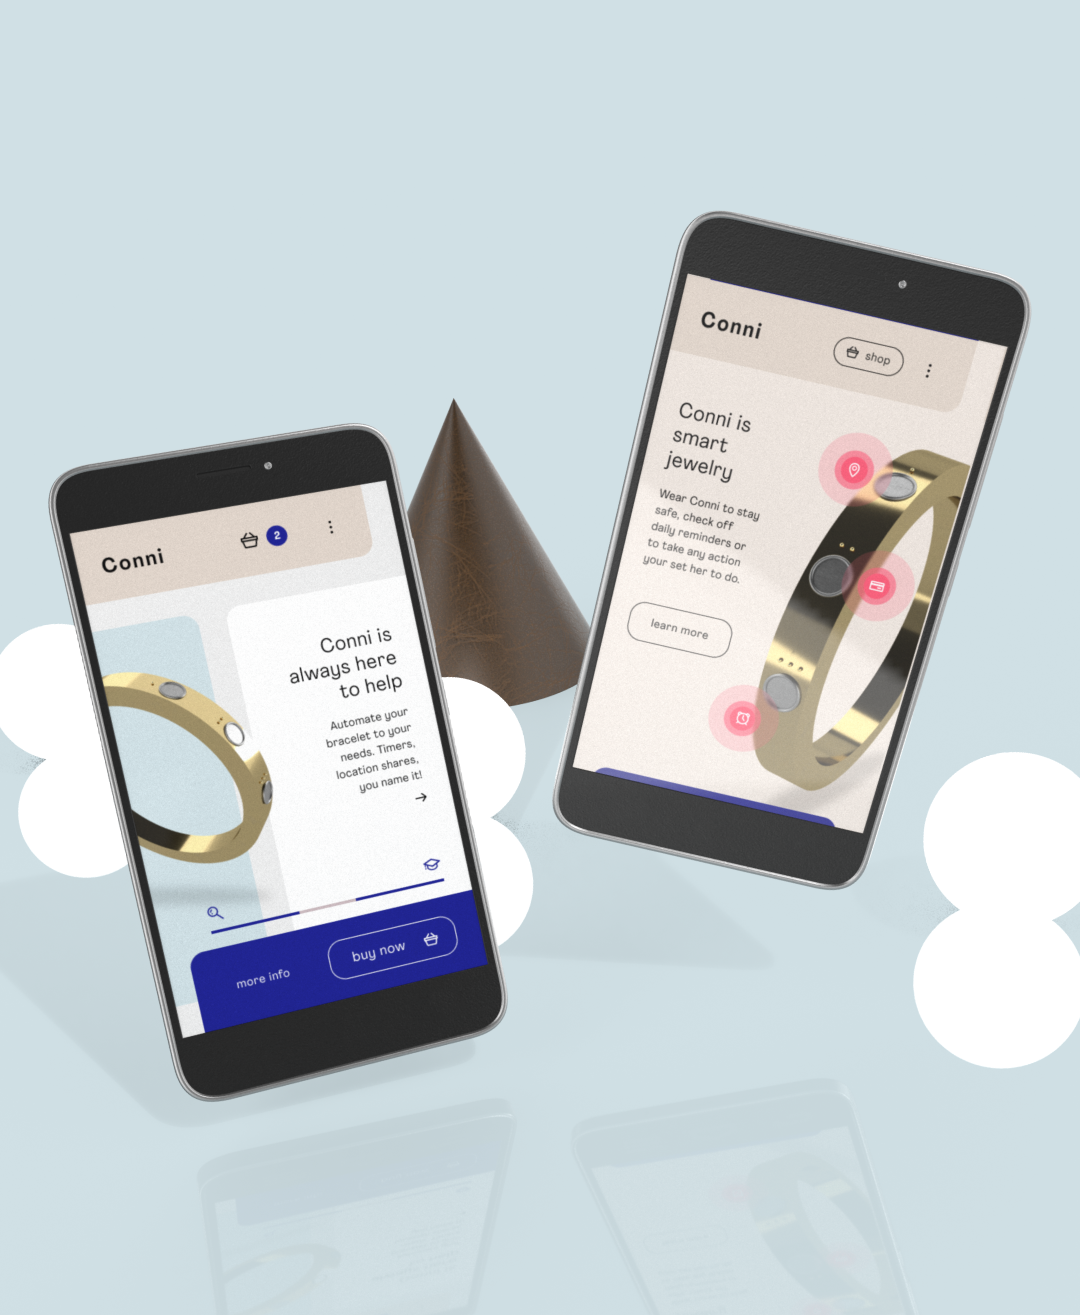 Conni
2
Conni is
always here
to help
Automate your
bracelet to your
needs. Timers,
location shares,
you name it!
more info
buy now
Conni
shop
Conni is
smart
jewelry
Wear Conni to stay
safe, check off
daily reminders or
to take any action
your set her to do.
learn more